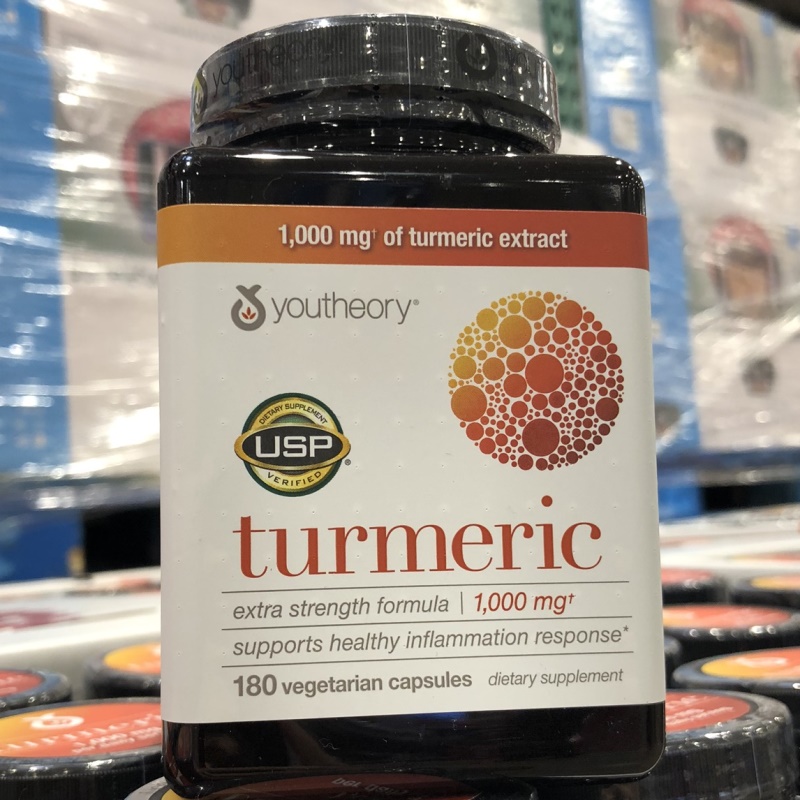 youtheory
1,000 mg† of turmeric extract
youtheory®
DIETARY SUPPLEMENT
USP
VERIFIED
®
turmeric
extra strength formula | 1,000 mg†
supports healthy inflammation response*
180 vegetarian capsules dietary supplement